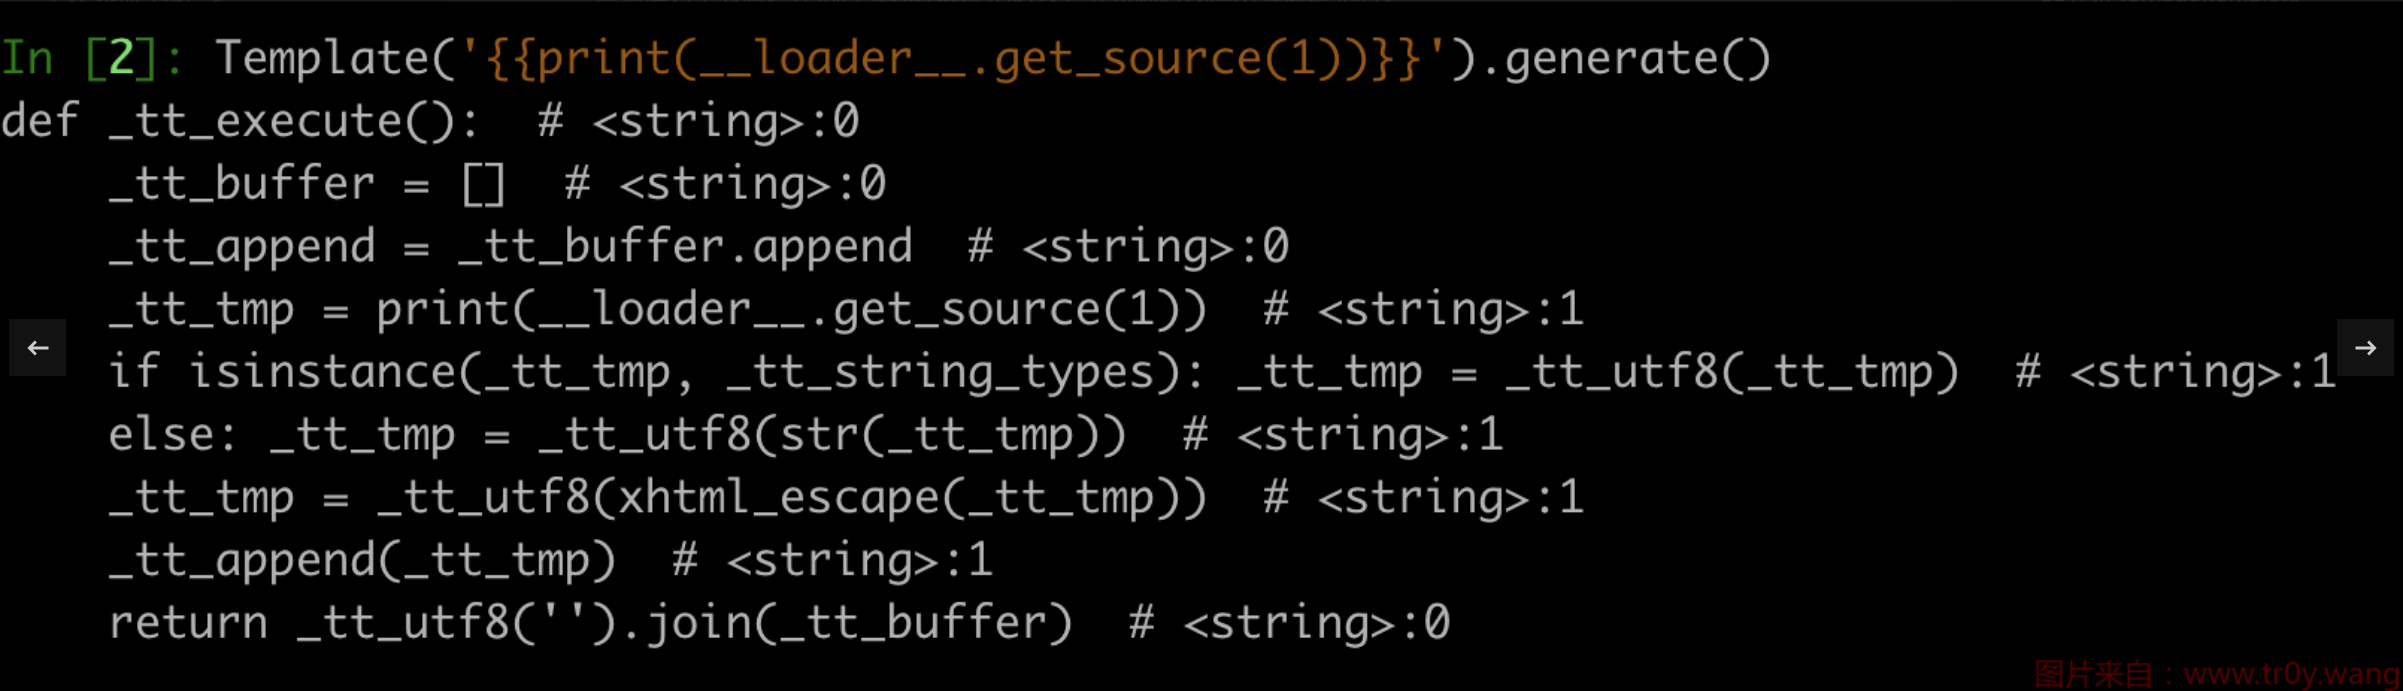 In [2]: Template('{{print(__loader__.get_source(1))}}').generate()
def _tt_execute():  # <string>:0
    _tt_buffer = []  # <string>:0
    _tt_append = _tt_buffer.append  # <string>:0
    _tt_tmp = print(__loader__.get_source(1))  # <string>:1
    if isinstance(_tt_tmp, _tt_string_types): _tt_tmp = _tt_utf8(_tt_tmp)  # <string>:1
    else: _tt_tmp = _tt_utf8(str(_tt_tmp))  # <string>:1
    _tt_tmp = _tt_utf8(xhtml_escape(_tt_tmp))  # <string>:1
    _tt_append(_tt_tmp)  # <string>:1
    return _tt_utf8('').join(_tt_buffer)  # <string>:0
图片来自：www.tr0y.wang